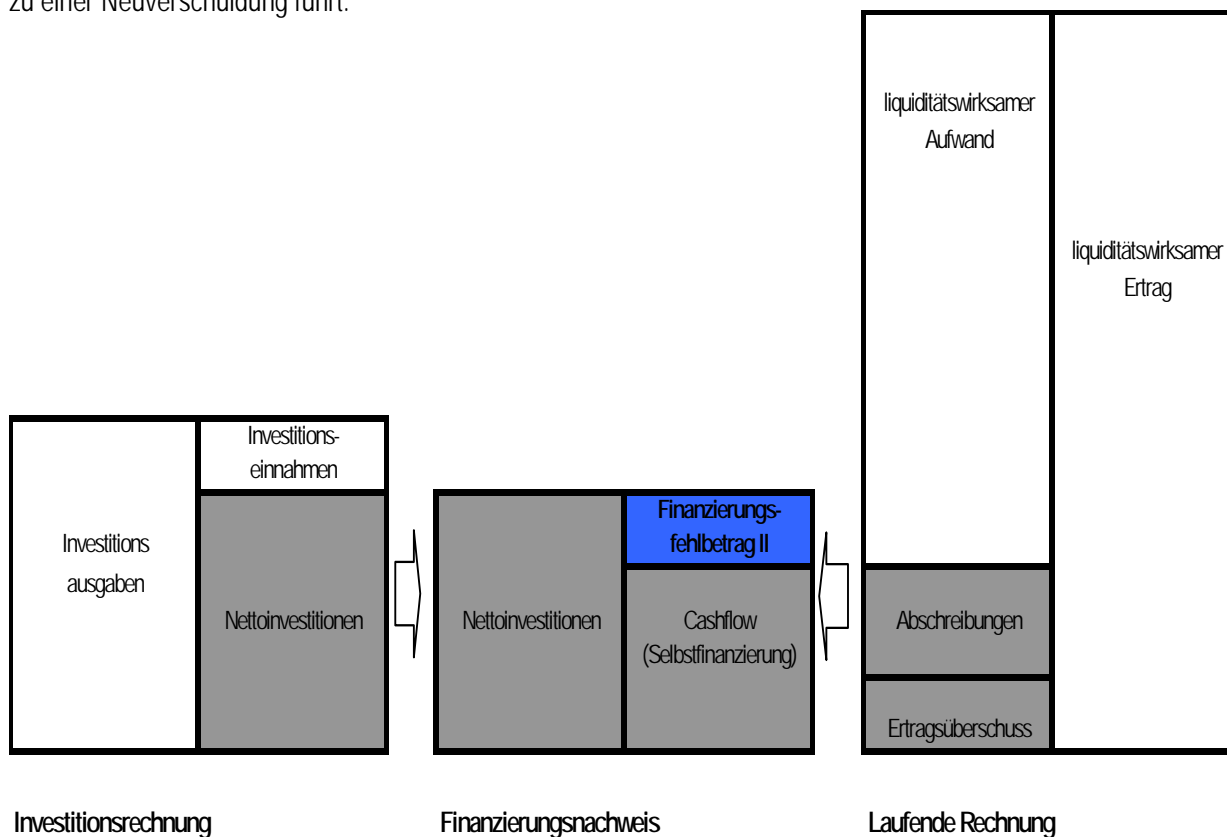 zu einer Neuverschuldung führt.
liquiditätswirksamer
Aufwand
liquiditätswirksamer
Ertrag
Investitions-
einnahmen
Investitions
ausgaben
Nettoinvestitionen
Finanzierungs-
fehlbetrag II
Nettoinvestitionen
Cashflow
(Selbstfinanzierung)
Abschreibungen
Ertragsüberschuss
Investitionsrechnung
Finanzierungsnachweis
Laufende Rechnung